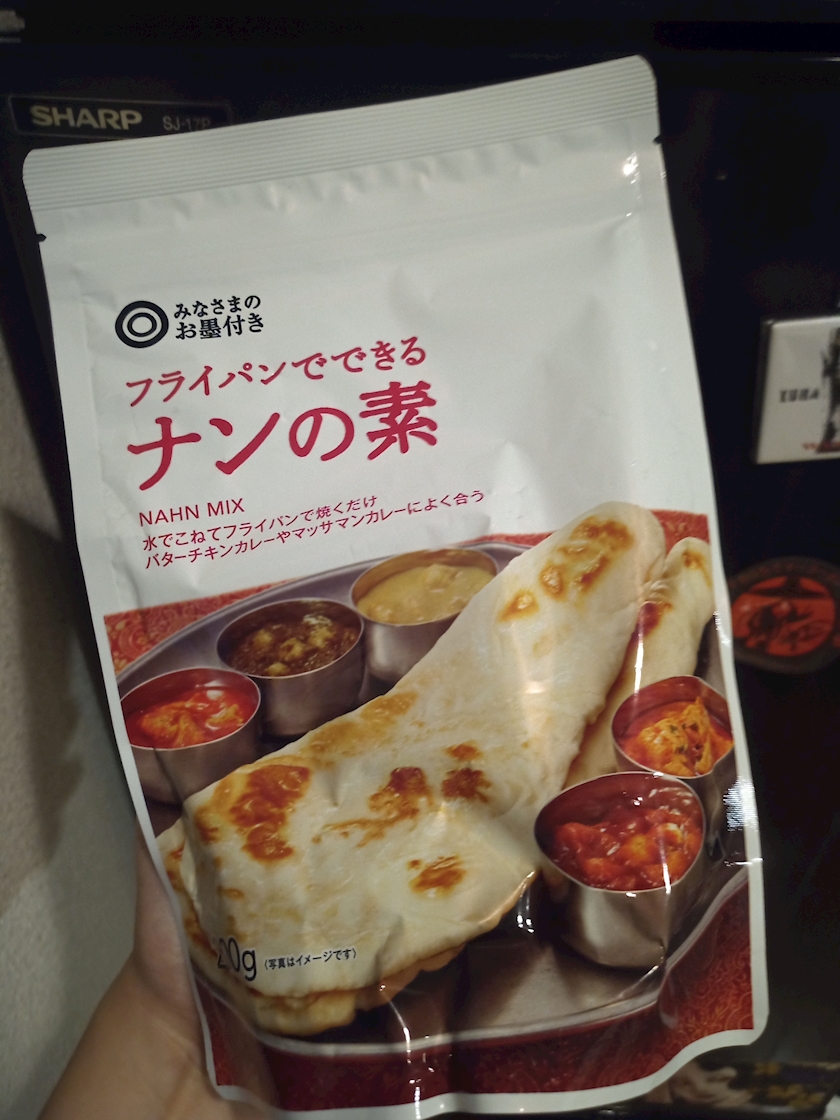 SHARP
SJ-17P
みなさまの
お墨付き
フライパンでできる
ナンの素
NAHN MIX
水でこねてフライパンで焼くだけ
バターチキンカレーやマッサマンカレーによく合う
(写真はイメージです)